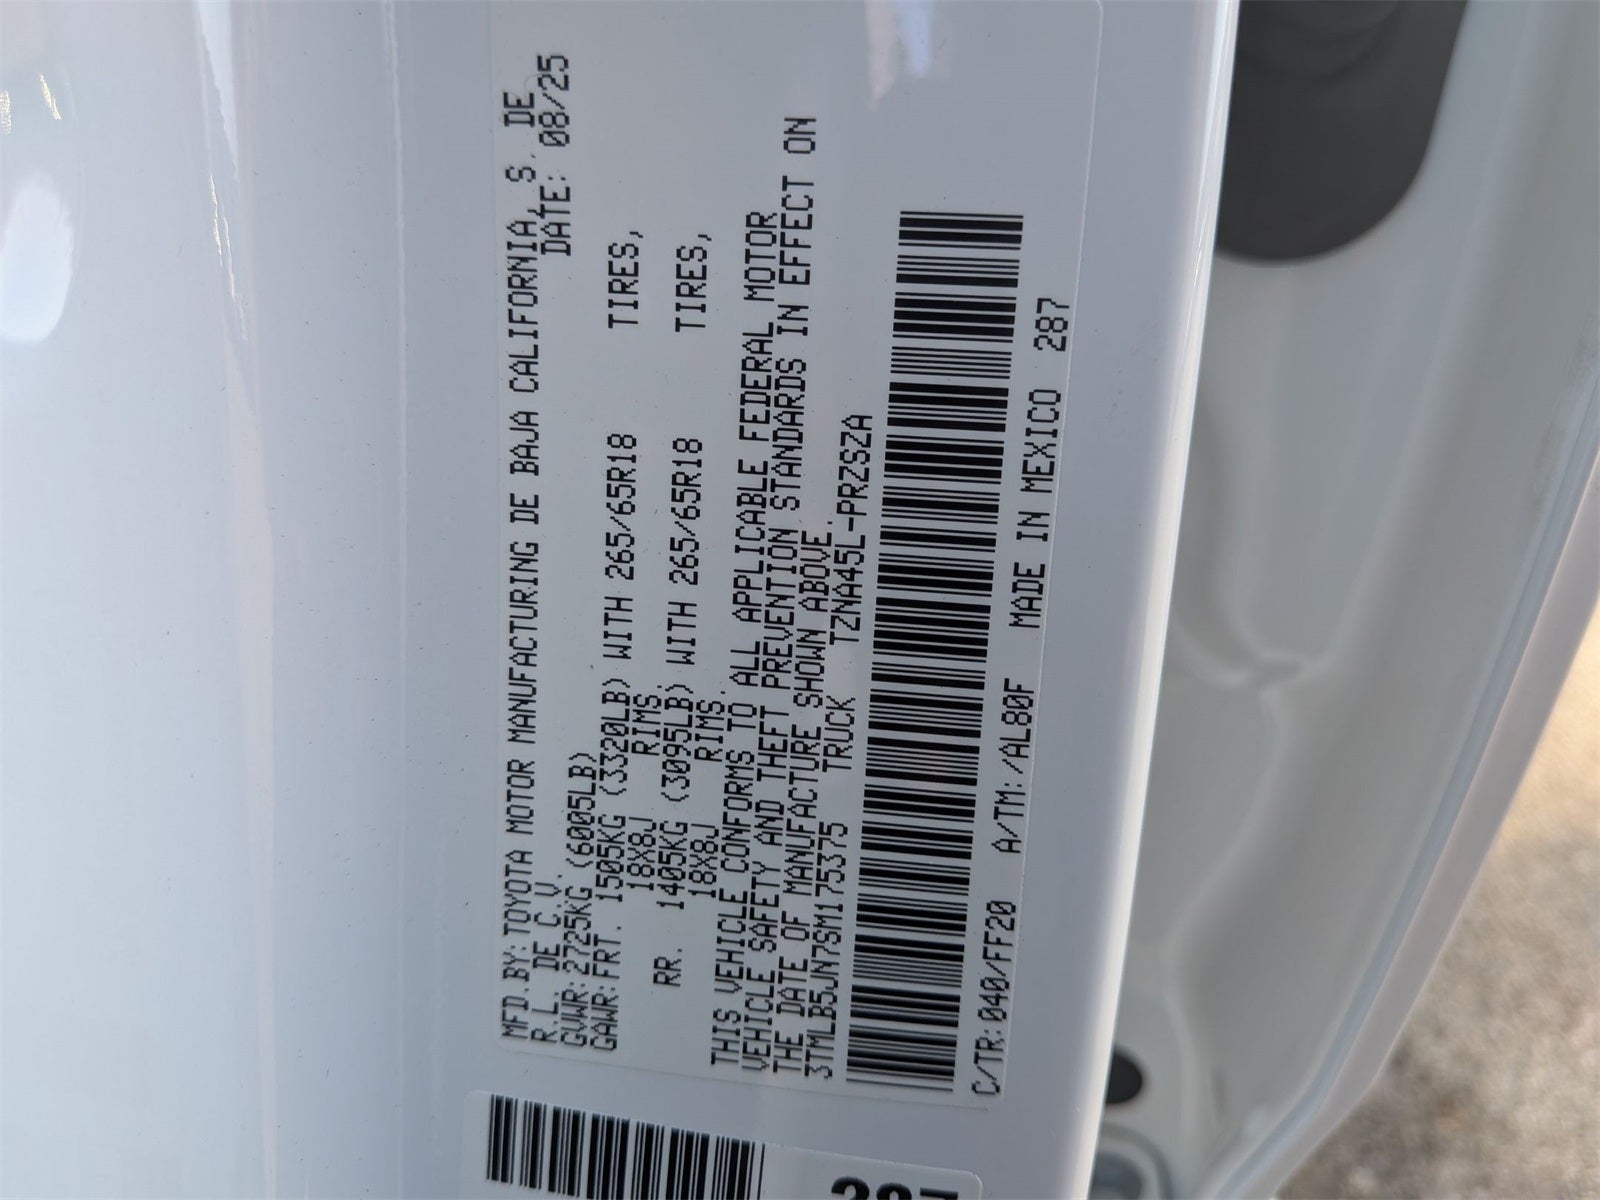 MFD.BY:TOYOTA MOTOR MANUFACTURING DE BAJA CALIFORNIA, S. DE
R.L. DE C.V. DATE: 08/25
GVWR:2725KG (6005LB)
GAWR:FRT. 1505KG (3320LB) WITH 265/65R18 TIRES,
18X8J RIMS,
RR. 1405KG (3095LB) WITH 265/65R18 TIRES,
18X8J RIMS.
THIS VEHICLE CONFORMS TO ALL APPLICABLE FEDERAL MOTOR
VEHICLE SAFETY AND THEFT PREVENTION STANDARDS IN EFFECT ON
THE DATE OF MANUFACTURE SHOWN ABOVE.
3TMLB5JN7SM175375 TRUCK TZNA45L-PRZSZA
C/TR:040/FF20 A/TM:/AL80F MADE IN MEXICO 287